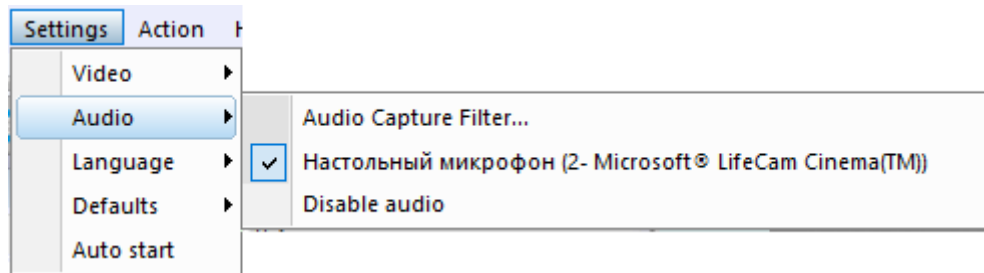 Settings Action
Video
Audio
Audio Capture Filter...
Language
Настольный микрофон (2- Microsoft® LifeCam Cinema(TM))
Defaults
Disable audio
Auto start